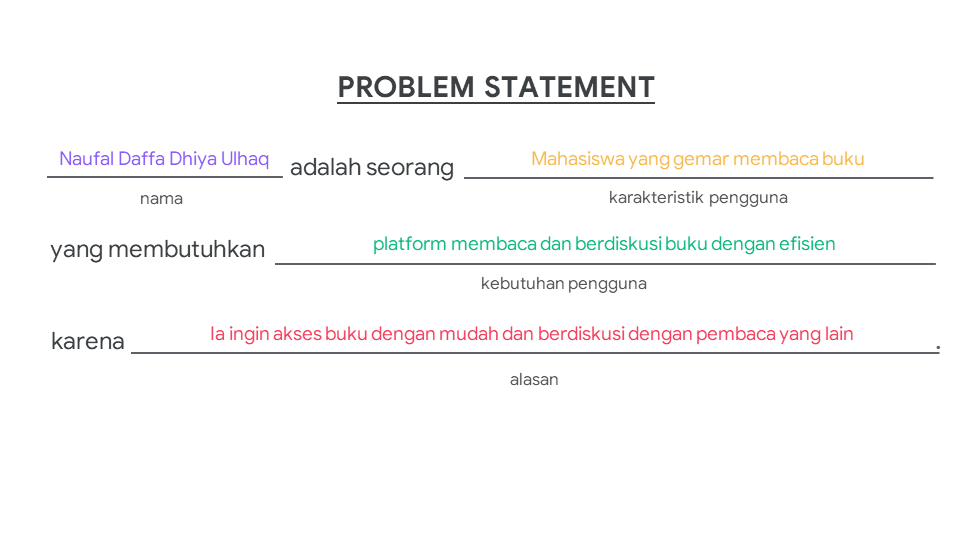 PROBLEM STATEMENT
Naufal Daffa Dhiya Ulhaq adalah seorang Mahasiswa yang gemar membaca buku
nama karakteristik pengguna
yang membutuhkan platform membaca dan berdiskusi buku dengan efisien
kebutuhan pengguna
karena Ia ingin akses buku dengan mudah dan berdiskusi dengan pembaca yang lain .
alasan